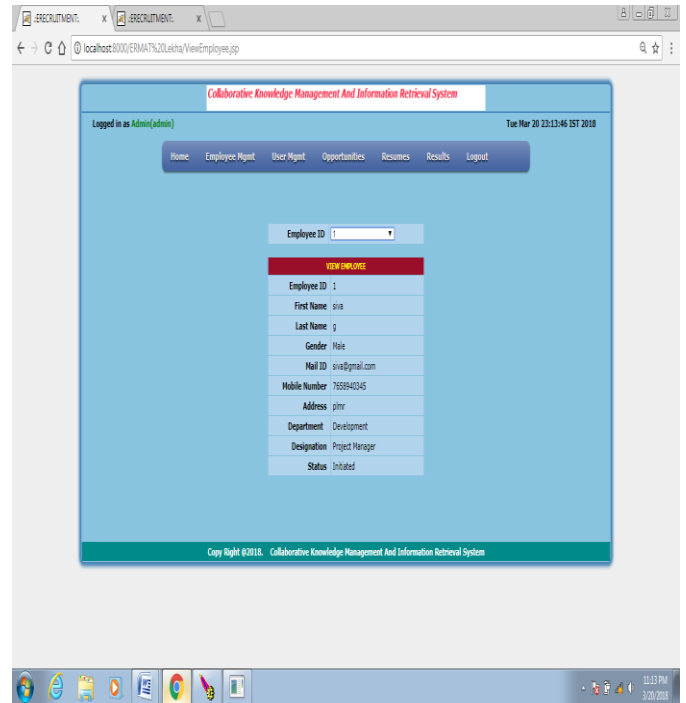 :ERECRUITMENT: x :ERECRUITMENT: x
localhost:8000/ERMAT%20Lekha/ViewEmployee.jsp
Collaborative Knowledge Management And Information Retrieval System
Logged in as Admin(admin) Tue Mar 20 23:13:46 IST 2018
Home Employee Mgmt User Mgmt Opportunities Resumes Results Logout
Employee ID 1
VIEW EMPLOYEE
Employee ID 1
First Name siva
Last Name g
Gender Male
Mail ID siva@gmail.com
Mobile Number 7658940345
Address plmr
Department Development
Designation Project Manager
Status Initiated
Copy Right @2018. Collaborative Knowledge Management And Information Retrieval System
11:13 PM
3/20/2018